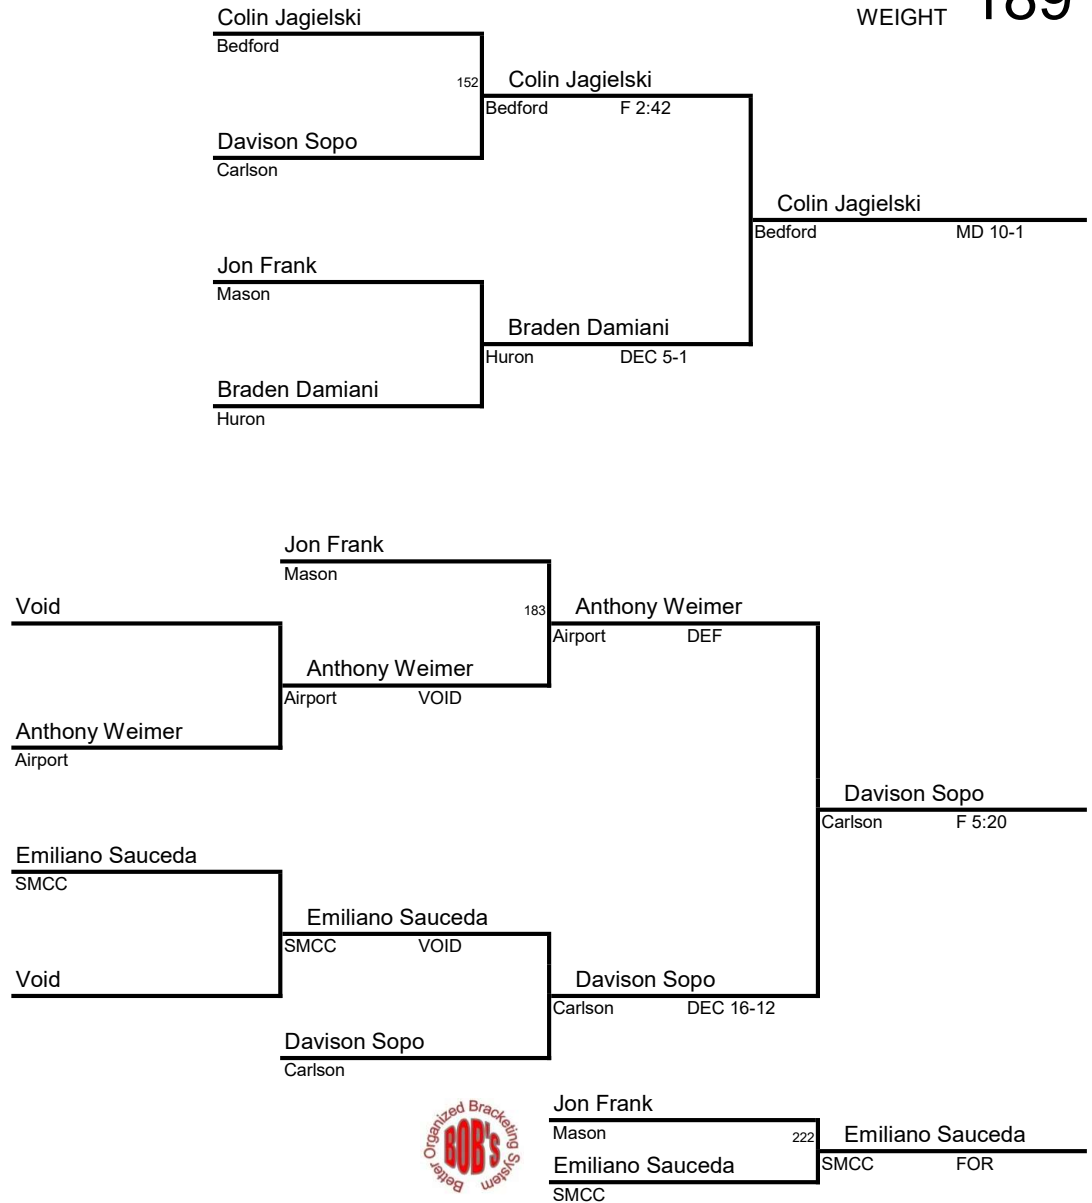 Colin Jagielski
WEIGHT 189
Bedford
152 Colin Jagielski
Bedford F 2:42
Davison Sopo
Carlson
Colin Jagielski
Bedford MD 10-1
Jon Frank
Mason
Braden Damiani
Huron DEC 5-1
Braden Damiani
Huron
Jon Frank
Mason
Void
183 Anthony Weimer
Airport DEF
Anthony Weimer
Airport VOID
Anthony Weimer
Airport
Davison Sopo
Carlson F 5:20
Emiliano Sauceda
SMCC
Emiliano Sauceda
SMCC VOID
Void
Davison Sopo
Carlson DEC 16-12
Davison Sopo
Carlson
Better Organized Bracketing System
BOB's
Jon Frank
Mason
222 Emiliano Sauceda
SMCC FOR
Emiliano Sauceda
SMCC